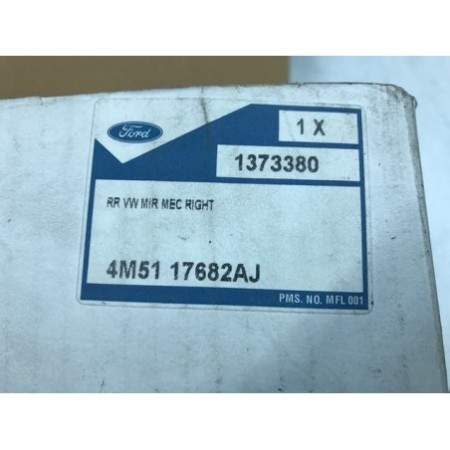 Ford
1 X
1373380
RR VW MIR MEC RIGHT
4M51 17682AJ
PMS. NO. MFL 001